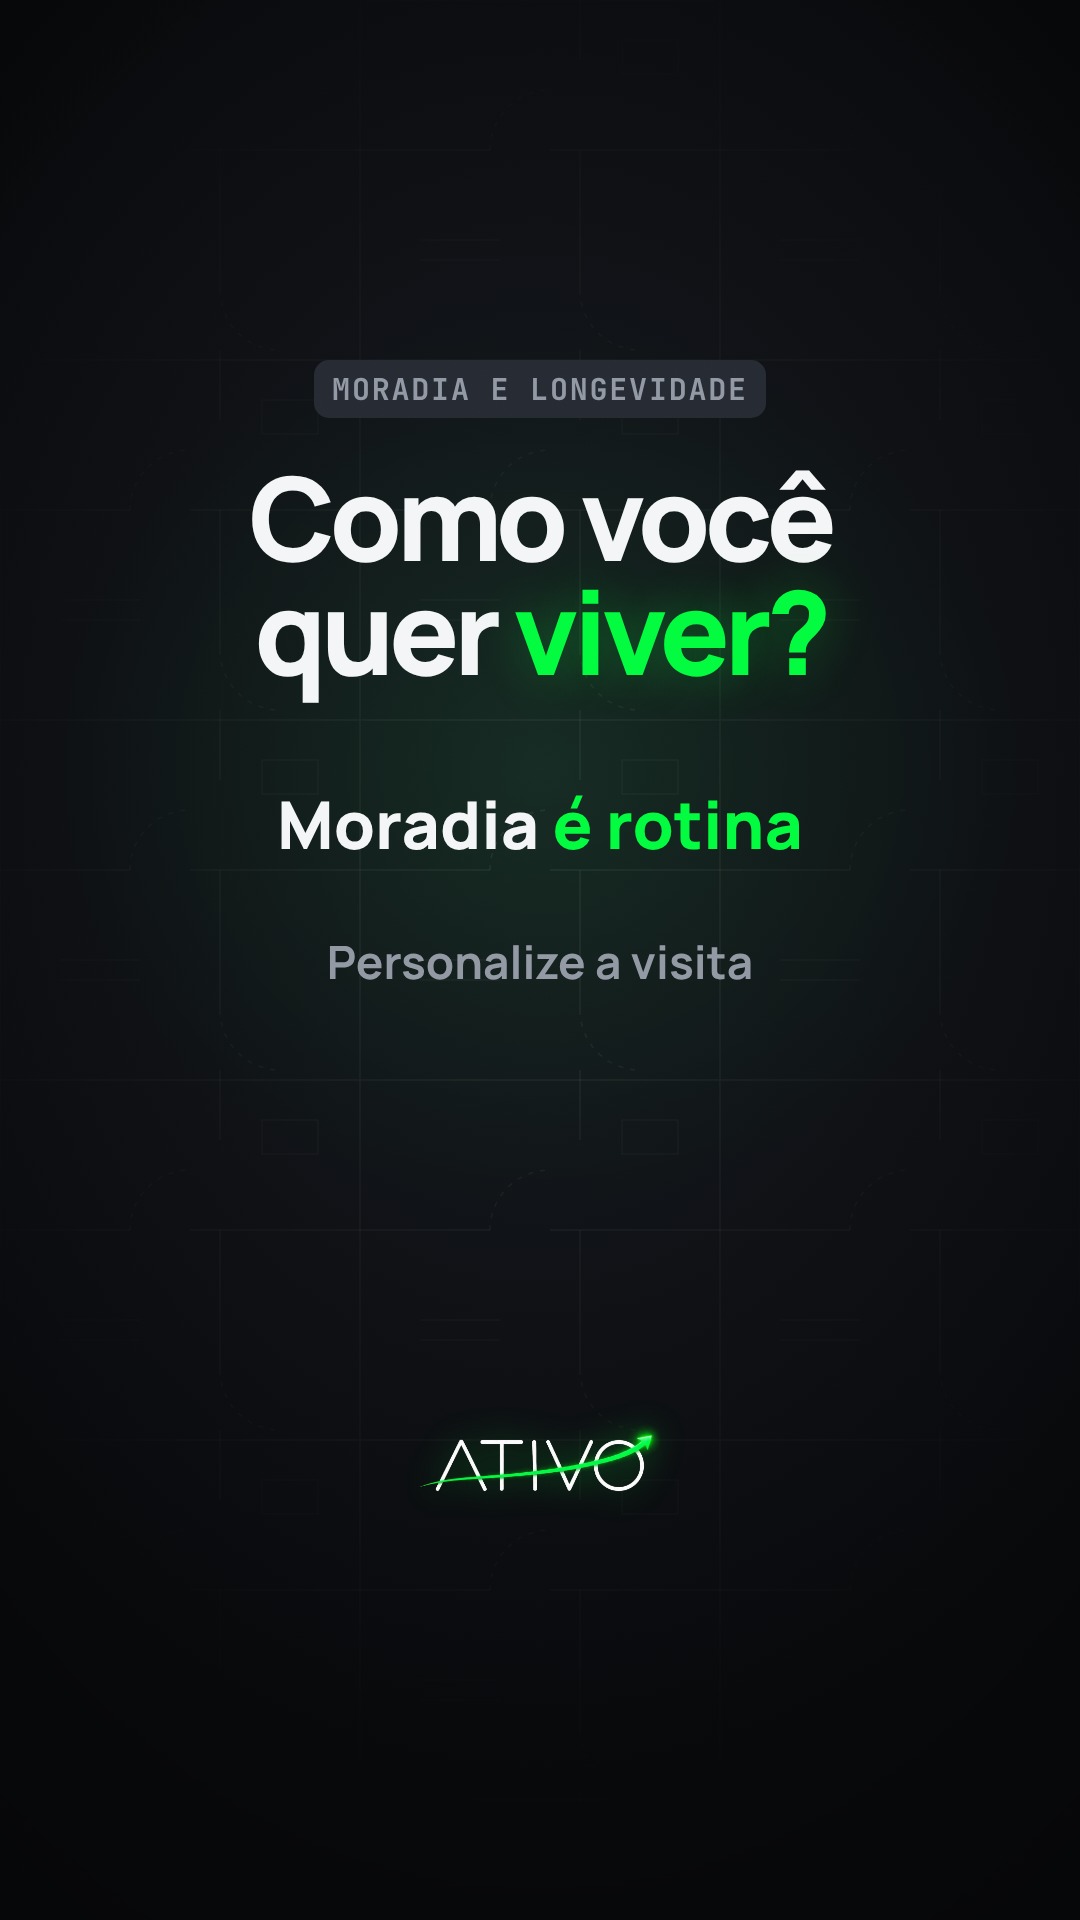 MORADIA E LONGEVIDADE
Como você
quer viver?
Moradia é rotina
Personalize a visita
ATIVO